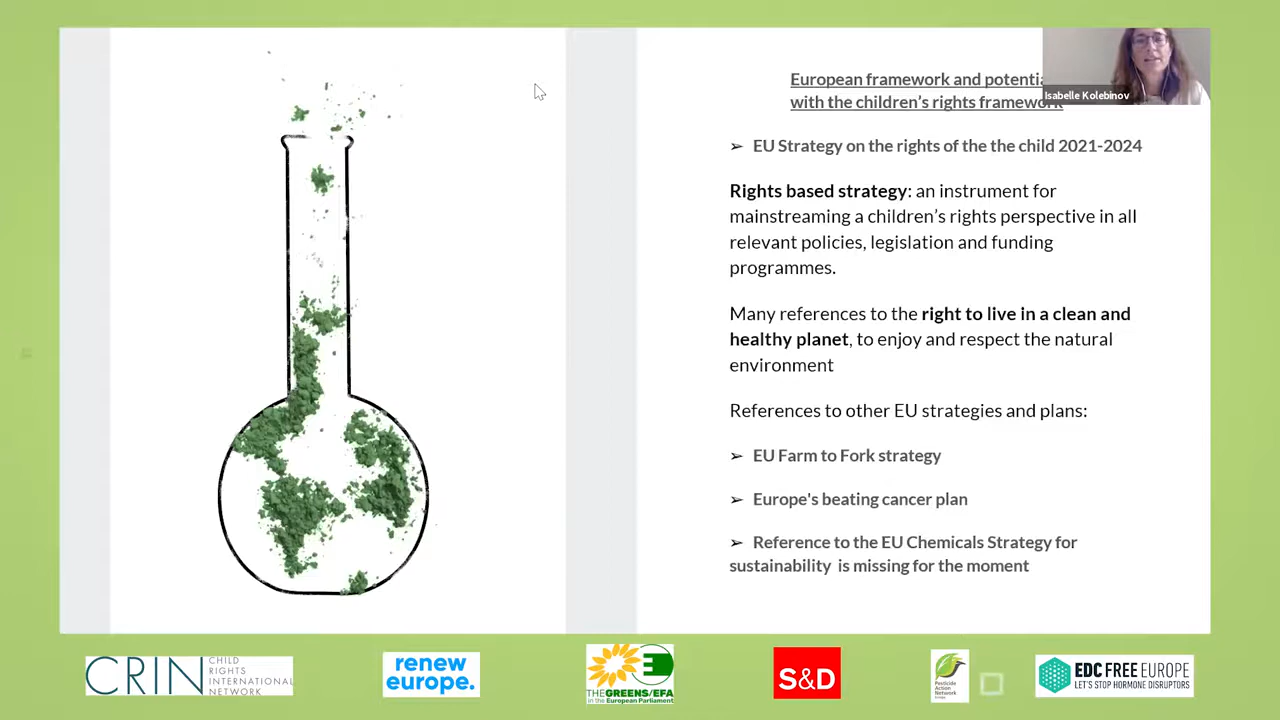 European framework and potentia
with the children's rights framework
Isabelle Kolebinov
➢ EU Strategy on the rights of the the child 2021-2024
Rights based strategy: an instrument for
mainstreaming a children's rights perspective in all
relevant policies, legislation and funding
programmes.
Many references to the right to live in a clean and
healthy planet, to enjoy and respect the natural
environment
References to other EU strategies and plans:
➢ EU Farm to Fork strategy
➢ Europe's beating cancer plan
➢ Reference to the EU Chemicals Strategy for
sustainability is missing for the moment
CRIN
CHILD
RIGHTS
INTERNATIONAL
NETWORK
renew
europe.
THE GREENS/EFA
in the European Parliament
S&D
Pesticide
Action
Network
EDC FREE EUROPE
LET'S STOP HORMONE DISRUPTORS